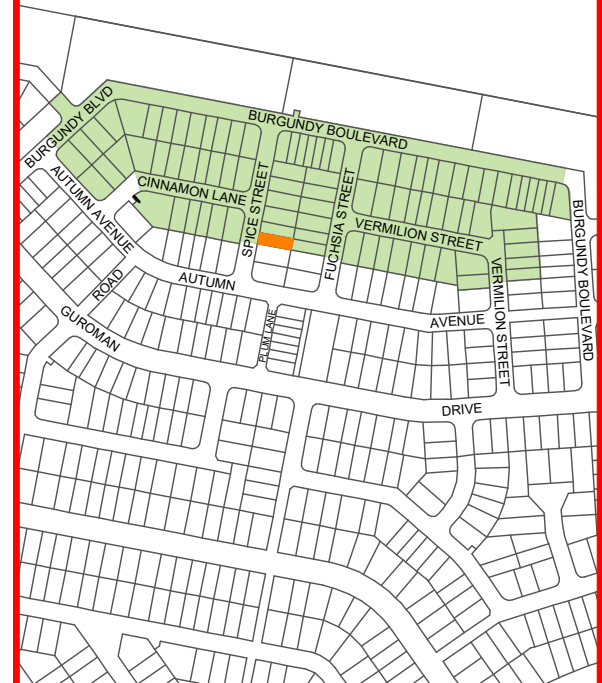 BURGUNDY BLVD
BURGUNDY BOULEVARD
CINNAMON LANE
SPICE STREET
FUCHSIA STREET
VERMILION STREET
AUTUMN AVENUE
BURGUNDY BOULEVARD
VERMILION STREET
ROAD
AUTUMN
AVENUE
PLUM LANE
GUROMAN
DRIVE